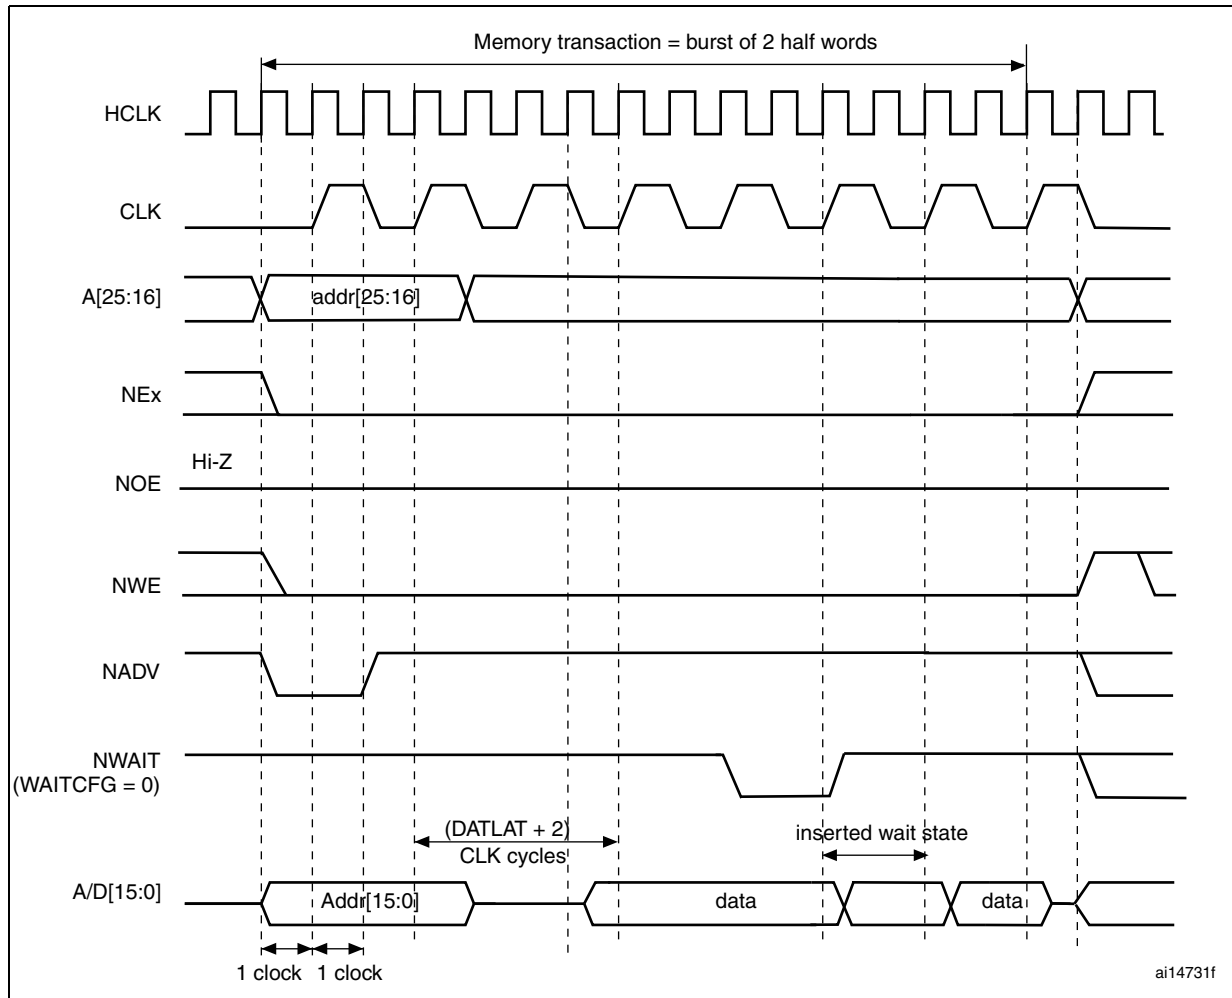 Memory transaction = burst of 2 half words
HCLK
CLK
A[25:16]
addr[25:16]
NEx
Hi-Z
NOE
NWE
NADV
NWAIT
(WAITCFG = 0)
(DATLAT + 2)
CLK cycles
inserted wait state
A/D[15:0]
Addr[15:0]
data
data
1 clock
1 clock
ai14731f